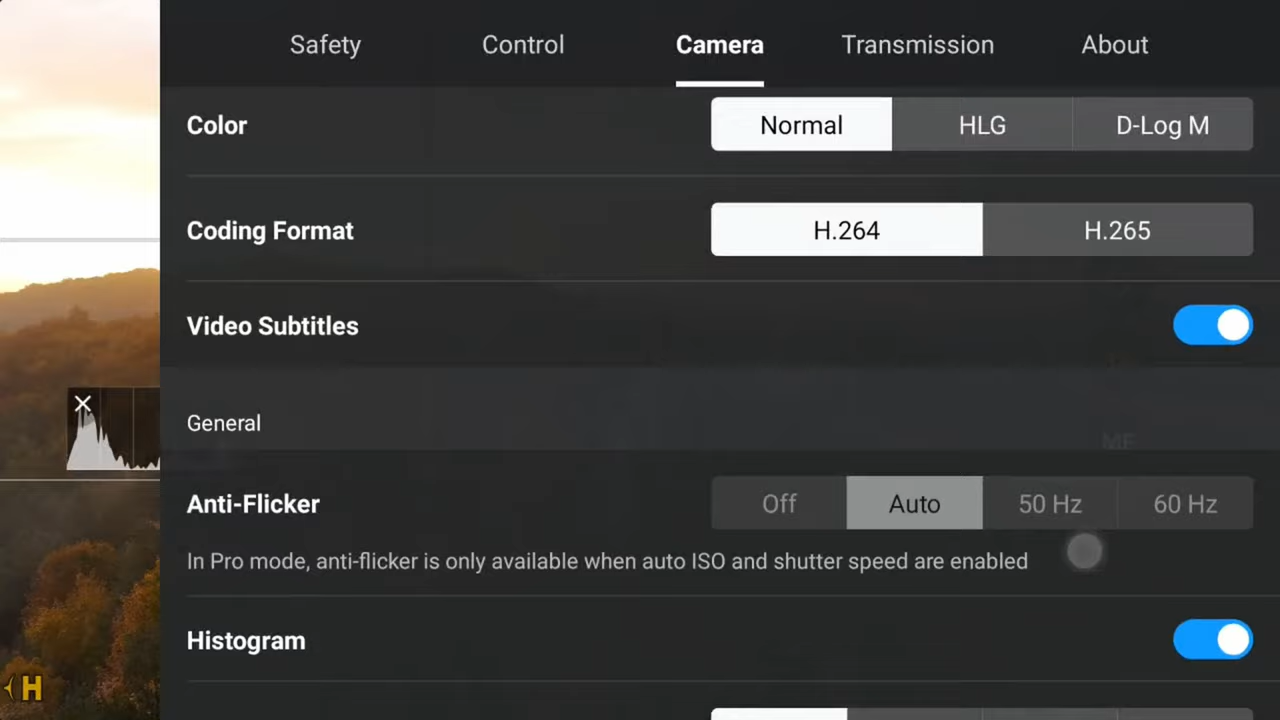 Safety Control Camera Transmission About
Color Normal HLG D-Log M
Coding Format H.264 H.265
Video Subtitles
General
MF
Anti-Flicker Off Auto 50 Hz 60 Hz
In Pro mode, anti-flicker is only available when auto ISO and shutter speed are enabled
Histogram
H